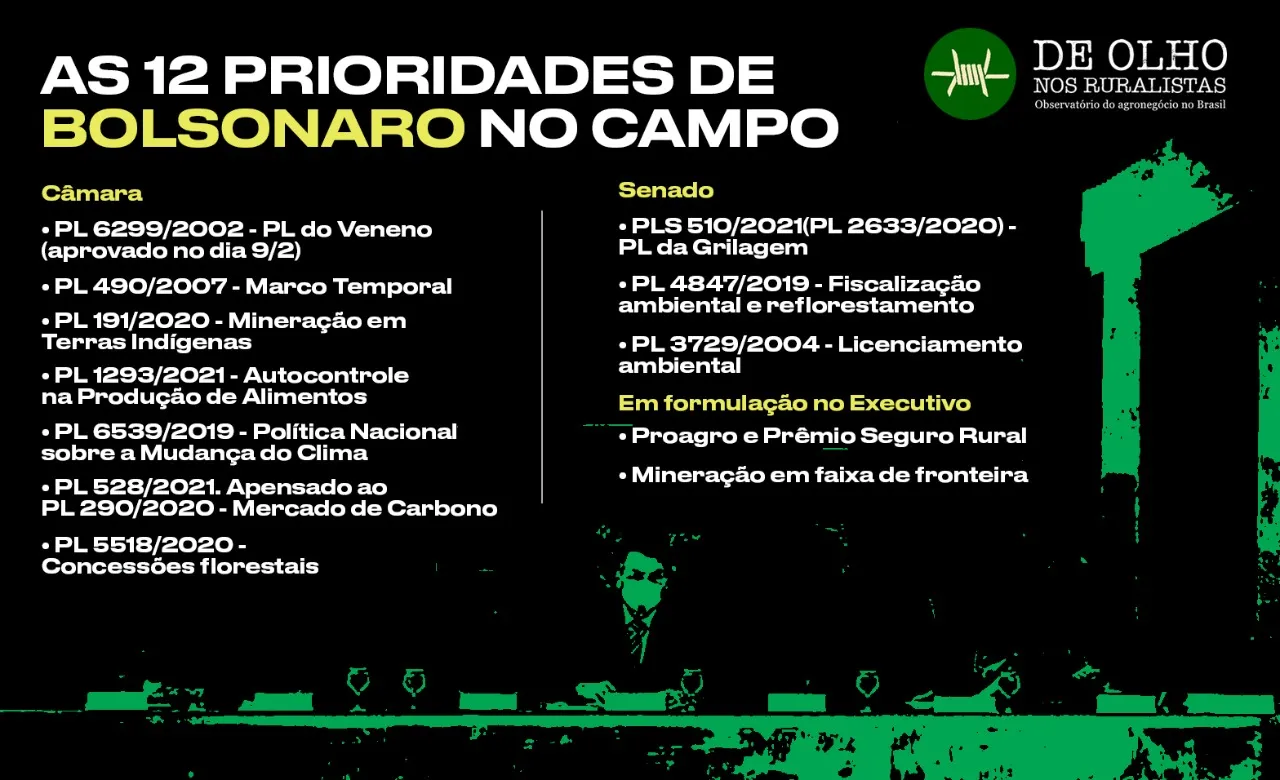 AS 12 PRIORIDADES DE
BOLSONARO NO CAMPO
DE OLHO
NOS RURALISTAS
Observatório do agronegócio no Brasil
Câmara
• PL 6299/2002 - PL do Veneno
(aprovado no dia 9/2)
• PL 490/2007 - Marco Temporal
• PL 191/2020 - Mineração em
Terras Indígenas
• PL 1293/2021 - Autocontrole
na Produção de Alimentos
• PL 6539/2019 - Política Nacional
sobre a Mudança do Clima
• PL 528/2021. Apensado ao
PL 290/2020 - Mercado de Carbono
• PL 5518/2020 -
Concessões florestais
Senado
• PLS 510/2021(PL 2633/2020) -
PL da Grilagem
• PL 4847/2019 - Fiscalização
ambiental e reflorestamento
• PL 3729/2004 - Licenciamento
ambiental
Em formulação no Executivo
• Proagro e Prêmio Seguro Rural
• Mineração em faixa de fronteira